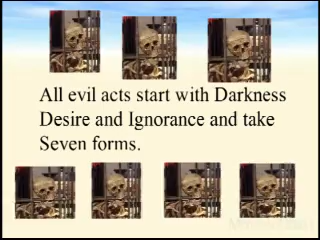 All evil acts start with Darkness
Desire and Ignorance and take
Seven forms.